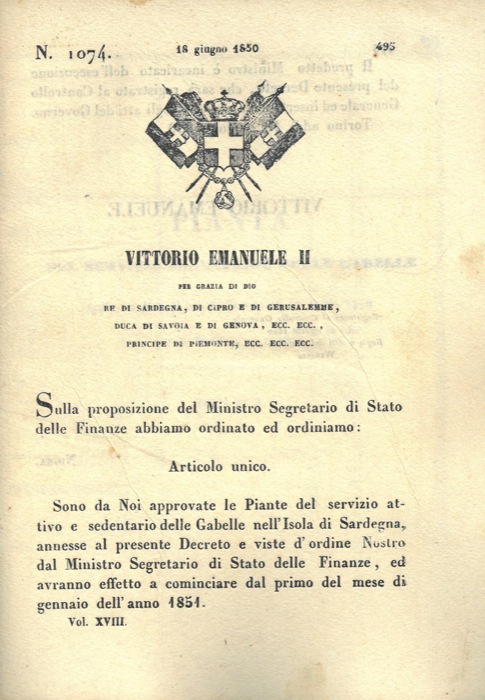 N. 1074.
18 giugno 1850
495
VITTORIO EMANUELE II
PER GRAZIA DI DIO
RE DI SARDEGNA, DI CIPRO E DI GERUSALEMME,
DUCA DI SAVOIA E DI GENOVA, ECC. ECC.,
PRINCIPE DI PIEMONTE, ECC. ECC. ECC.
Sulla proposizione del Ministro Segretario di Stato
delle Finanze abbiamo ordinato ed ordiniamo:
Articolo unico.
Sono da Noi approvate le Piante del servizio at-
tivo e sedentario delle Gabelle nell'Isola di Sardegna,
annesse al presente Decreto e viste d'ordine Nostro
dal Ministro Segretario di Stato delle Finanze, ed
avranno effetto a cominciare dal primo del mese di
gennaio dell'anno 1851.
Vol. XVIII.